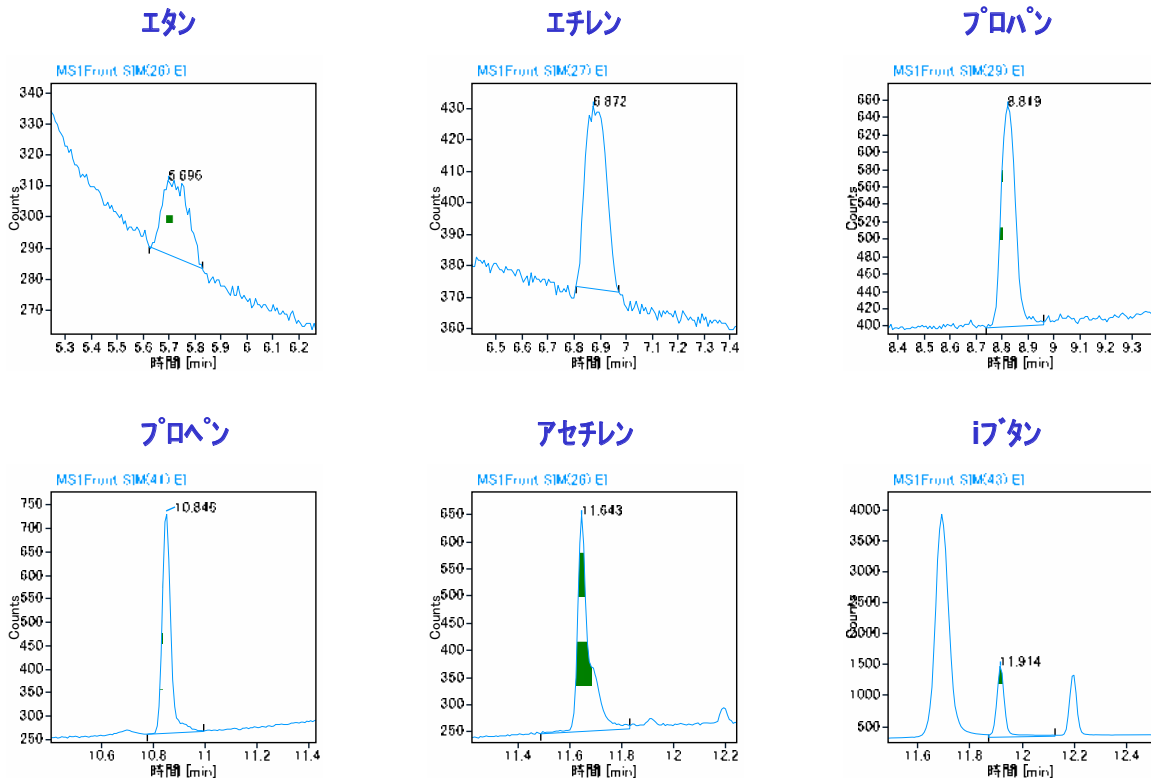 エタン
MS1Front SIM(26) EI
340
330
320
310
300
290
280
270
Counts
5.696
5.3 5.4 5.5 5.6 5.7 5.8 5.9 6 6.1 6.2
時間 [min]
エチレン
MS1Front SIM(27) EI
430
420
410
400
390
380
370
360
Counts
6.872
6.5 6.6 6.7 6.8 6.9 7 7.1 7.2 7.3 7.4
時間 [min]
プロパン
MS1Front SIM(29) EI
660
640
620
600
580
560
540
520
500
480
460
440
420
400
Counts
8.819
8.4 8.5 8.6 8.7 8.8 8.9 9 9.1 9.2 9.3
時間 [min]
プロペン
MS1Front SIM(41) EI
750
700
650
600
550
500
450
400
350
300
250
Counts
10.846
10.6 10.8 11 11.2 11.4
時間 [min]
アセチレン
MS1Front SIM(26) EI
650
600
550
500
450
400
350
300
250
Counts
11.643
11.4 11.6 11.8 12 12.2
時間 [min]
iブタン
MS1Front SIM(43) EI
4000
3500
3000
2500
2000
1500
1000
500
Counts
11.914
11.6 11.8 12 12.2 12.4
時間 [min]